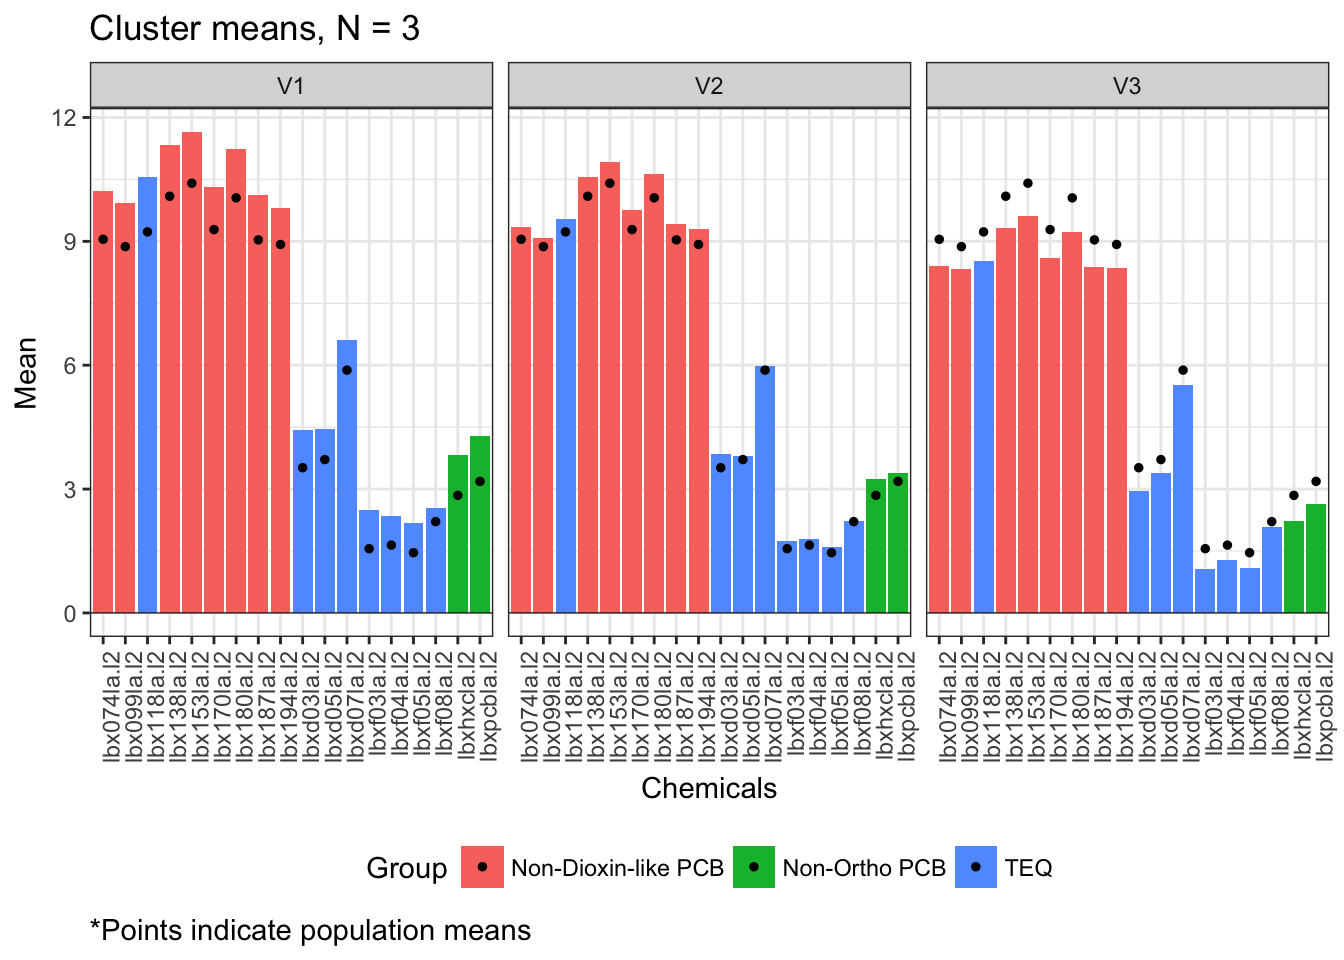 Cluster means, N = 3
V1 V2 V3
12
9
6
3
0
Mean
lbx074la.l2 lbx099la.l2 lbx118la.l2 lbx138la.l2 lbx153la.l2 lbx170la.l2 lbx180la.l2 lbx187la.l2 lbx194la.l2 lbxd03la.l2 lbxd05la.l2 lbxd07la.l2 lbxf03la.l2 lbxf04la.l2 lbxf05la.l2 lbxf08la.l2 lbxhxcla.l2 lbxpcbla.l2
lbx074la.l2 lbx099la.l2 lbx118la.l2 lbx138la.l2 lbx153la.l2 lbx170la.l2 lbx180la.l2 lbx187la.l2 lbx194la.l2 lbxd03la.l2 lbxd05la.l2 lbxd07la.l2 lbxf03la.l2 lbxf04la.l2 lbxf05la.l2 lbxf08la.l2 lbxhxcla.l2 lbxpcbla.l2
lbx074la.l2 lbx099la.l2 lbx118la.l2 lbx138la.l2 lbx153la.l2 lbx170la.l2 lbx180la.l2 lbx187la.l2 lbx194la.l2 lbxd03la.l2 lbxd05la.l2 lbxd07la.l2 lbxf03la.l2 lbxf04la.l2 lbxf05la.l2 lbxf08la.l2 lbxhxcla.l2 lbxpcbla.l2
Chemicals
Group Non-Dioxin-like PCB Non-Ortho PCB TEQ
*Points indicate population means